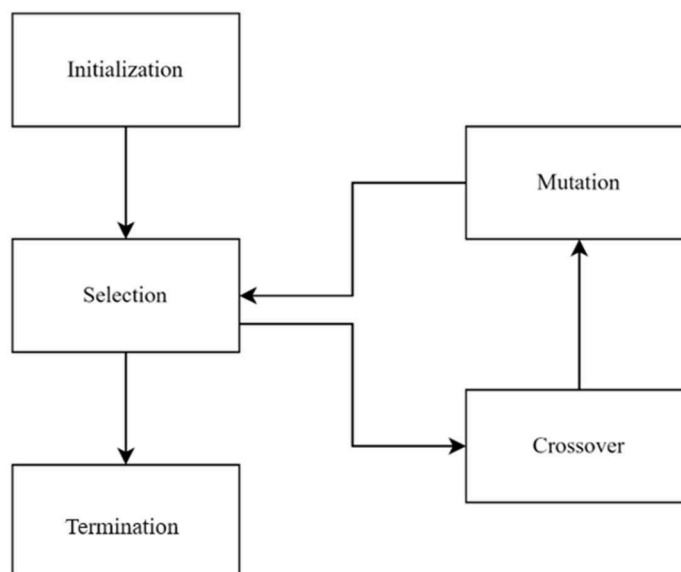 Initialization
Mutation
Selection
Crossover
Termination